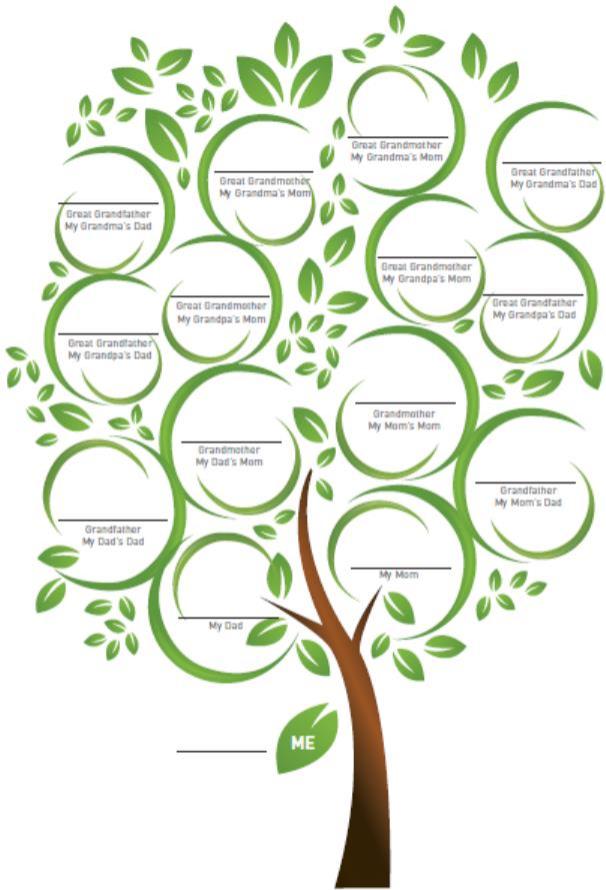 Great Grandmother
My Grandma's Mom
Great Grandfather
My Grandma's Dad
Great Grandmother
My Grandma's Mom
Great Grandfather
My Grandma's Dad
Great Grandmother
My Grandpa's Mom
Great Grandfather
My Grandpa's Dad
Great Grandmother
My Grandpa's Mom
Great Grandfather
My Grandpa's Dad
Grandmother
My Mom's Mom
Grandmother
My Dad's Mom
Grandfather
My Mom's Dad
Grandfather
My Dad's Dad
My Mom
My Dad
ME